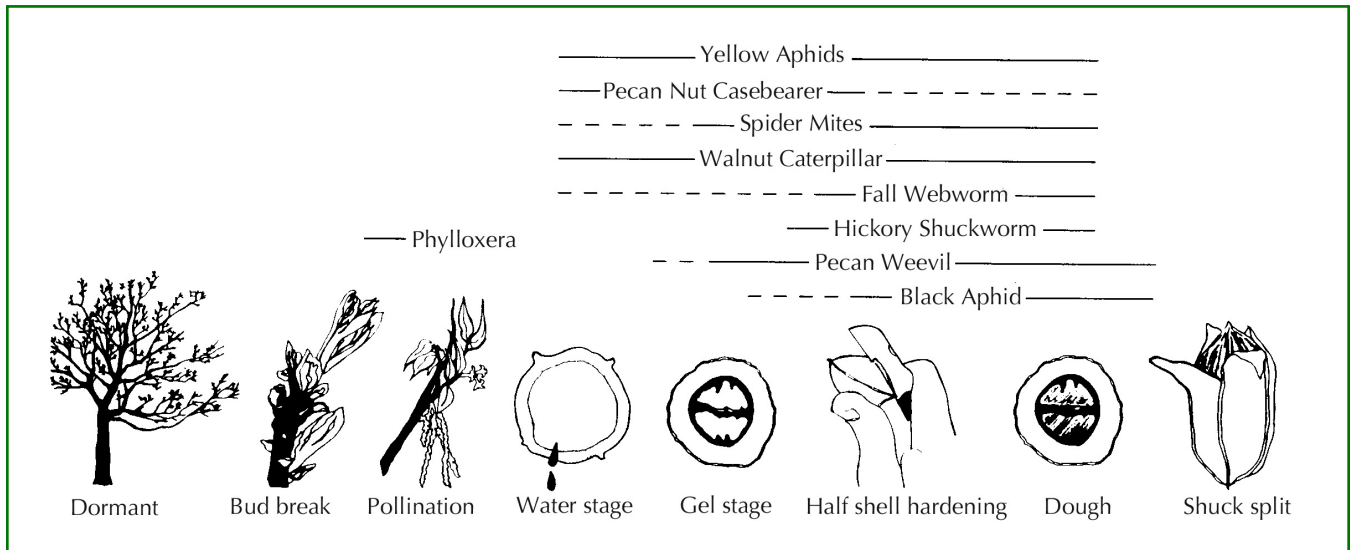 Yellow Aphids
Pecan Nut Casebearer
Spider Mites
Walnut Caterpillar
Fall Webworm
Hickory Shuckworm
Phylloxera
Pecan Weevil
Black Aphid
Dormant Bud break Pollination Water stage Gel stage Half shell hardening Dough Shuck split